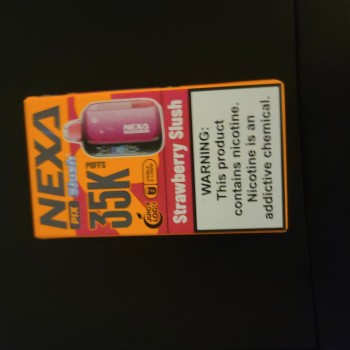 NEXA
PIX SLUSH
NEXA
35K
PUFFS
Strawberry Slush
WARNING:
This product
contains nicotine.
Nicotine is an
addictive chemical.